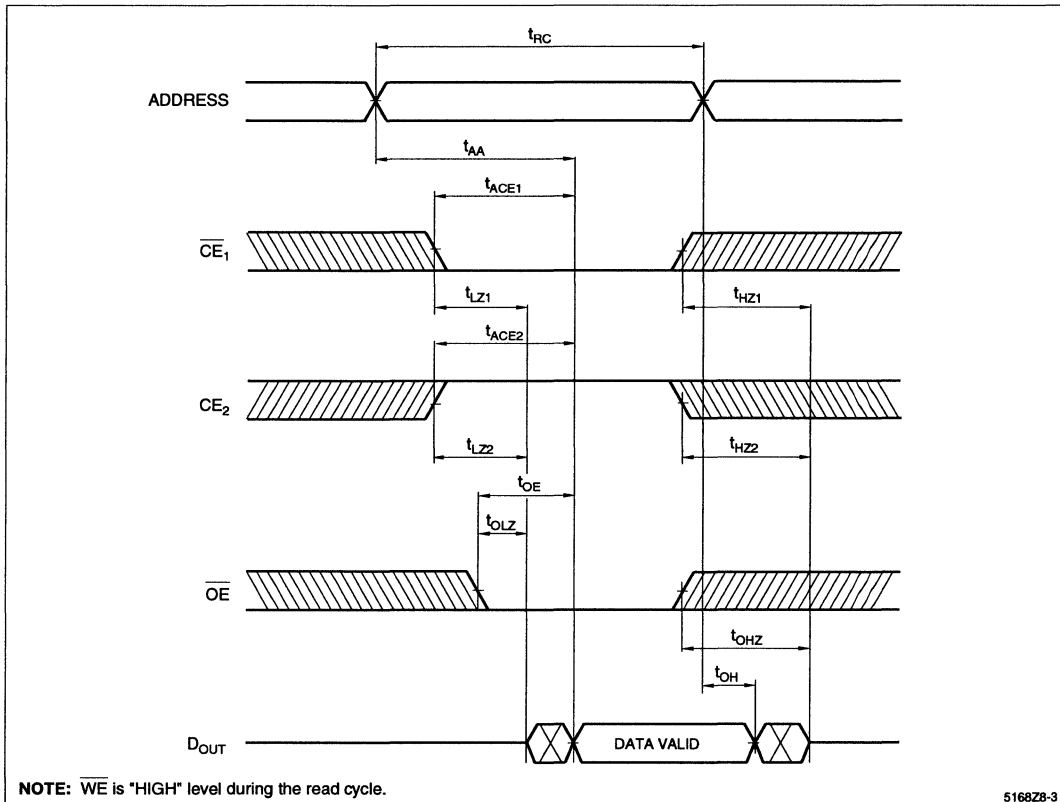 tRC
ADDRESS
tAA
tACE1
CE1
tLZ1
tHZ1
tACE2
CE2
tLZ2
tHZ2
tOE
tOLZ
OE
tOHZ
tOH
DOUT
DATA VALID
NOTE: WE is "HIGH" level during the read cycle.
5168Z8-3